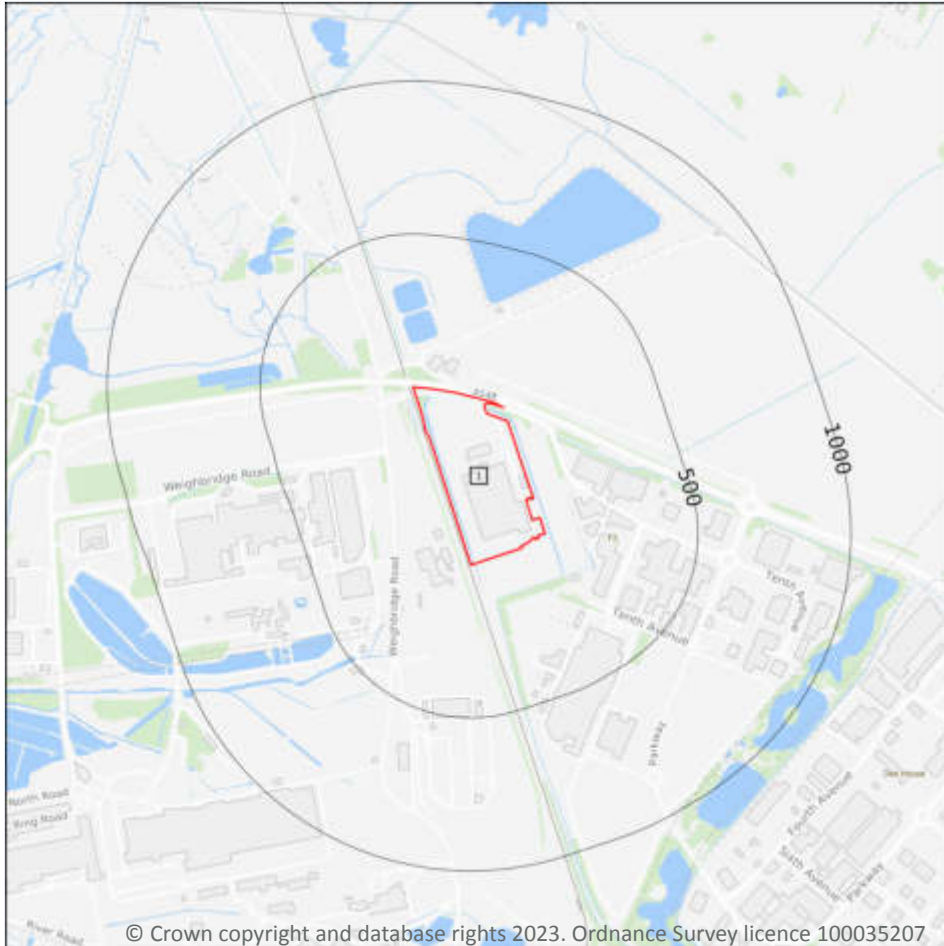 1000
500
Weighbridge Road
Weighbridge Road
Tenth Avenue
Tenth Avenue
Parkway
North Road
Ring Road
Fourth Avenue
Sixth Avenue
Parkway
River Road
© Crown copyright and database rights 2023. Ordnance Survey licence 100035207